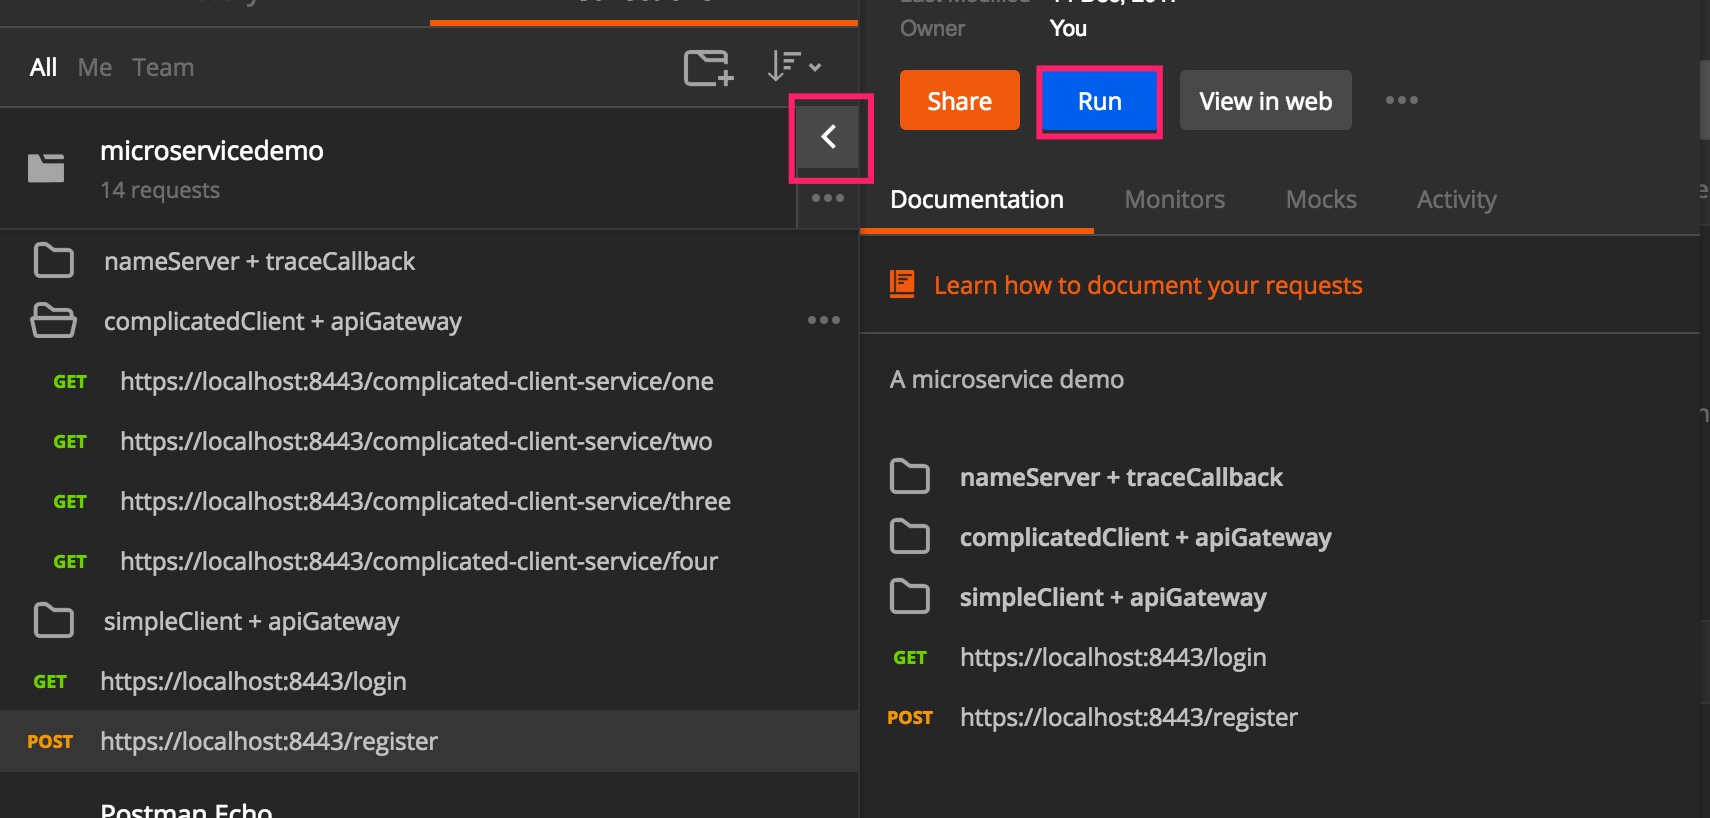 All Me Team
microservicedemo
14 requests
nameServer + traceCallback
complicatedClient + apiGateway
GET https://localhost:8443/complicated-client-service/one
GET https://localhost:8443/complicated-client-service/two
GET https://localhost:8443/complicated-client-service/three
GET https://localhost:8443/complicated-client-service/four
simpleClient + apiGateway
GET https://localhost:8443/login
POST https://localhost:8443/register
Postman Echo
Owner You
Share Run View in web
Documentation Monitors Mocks Activity
Learn how to document your requests
A microservice demo
nameServer + traceCallback
complicatedClient + apiGateway
simpleClient + apiGateway
GET https://localhost:8443/login
POST https://localhost:8443/register